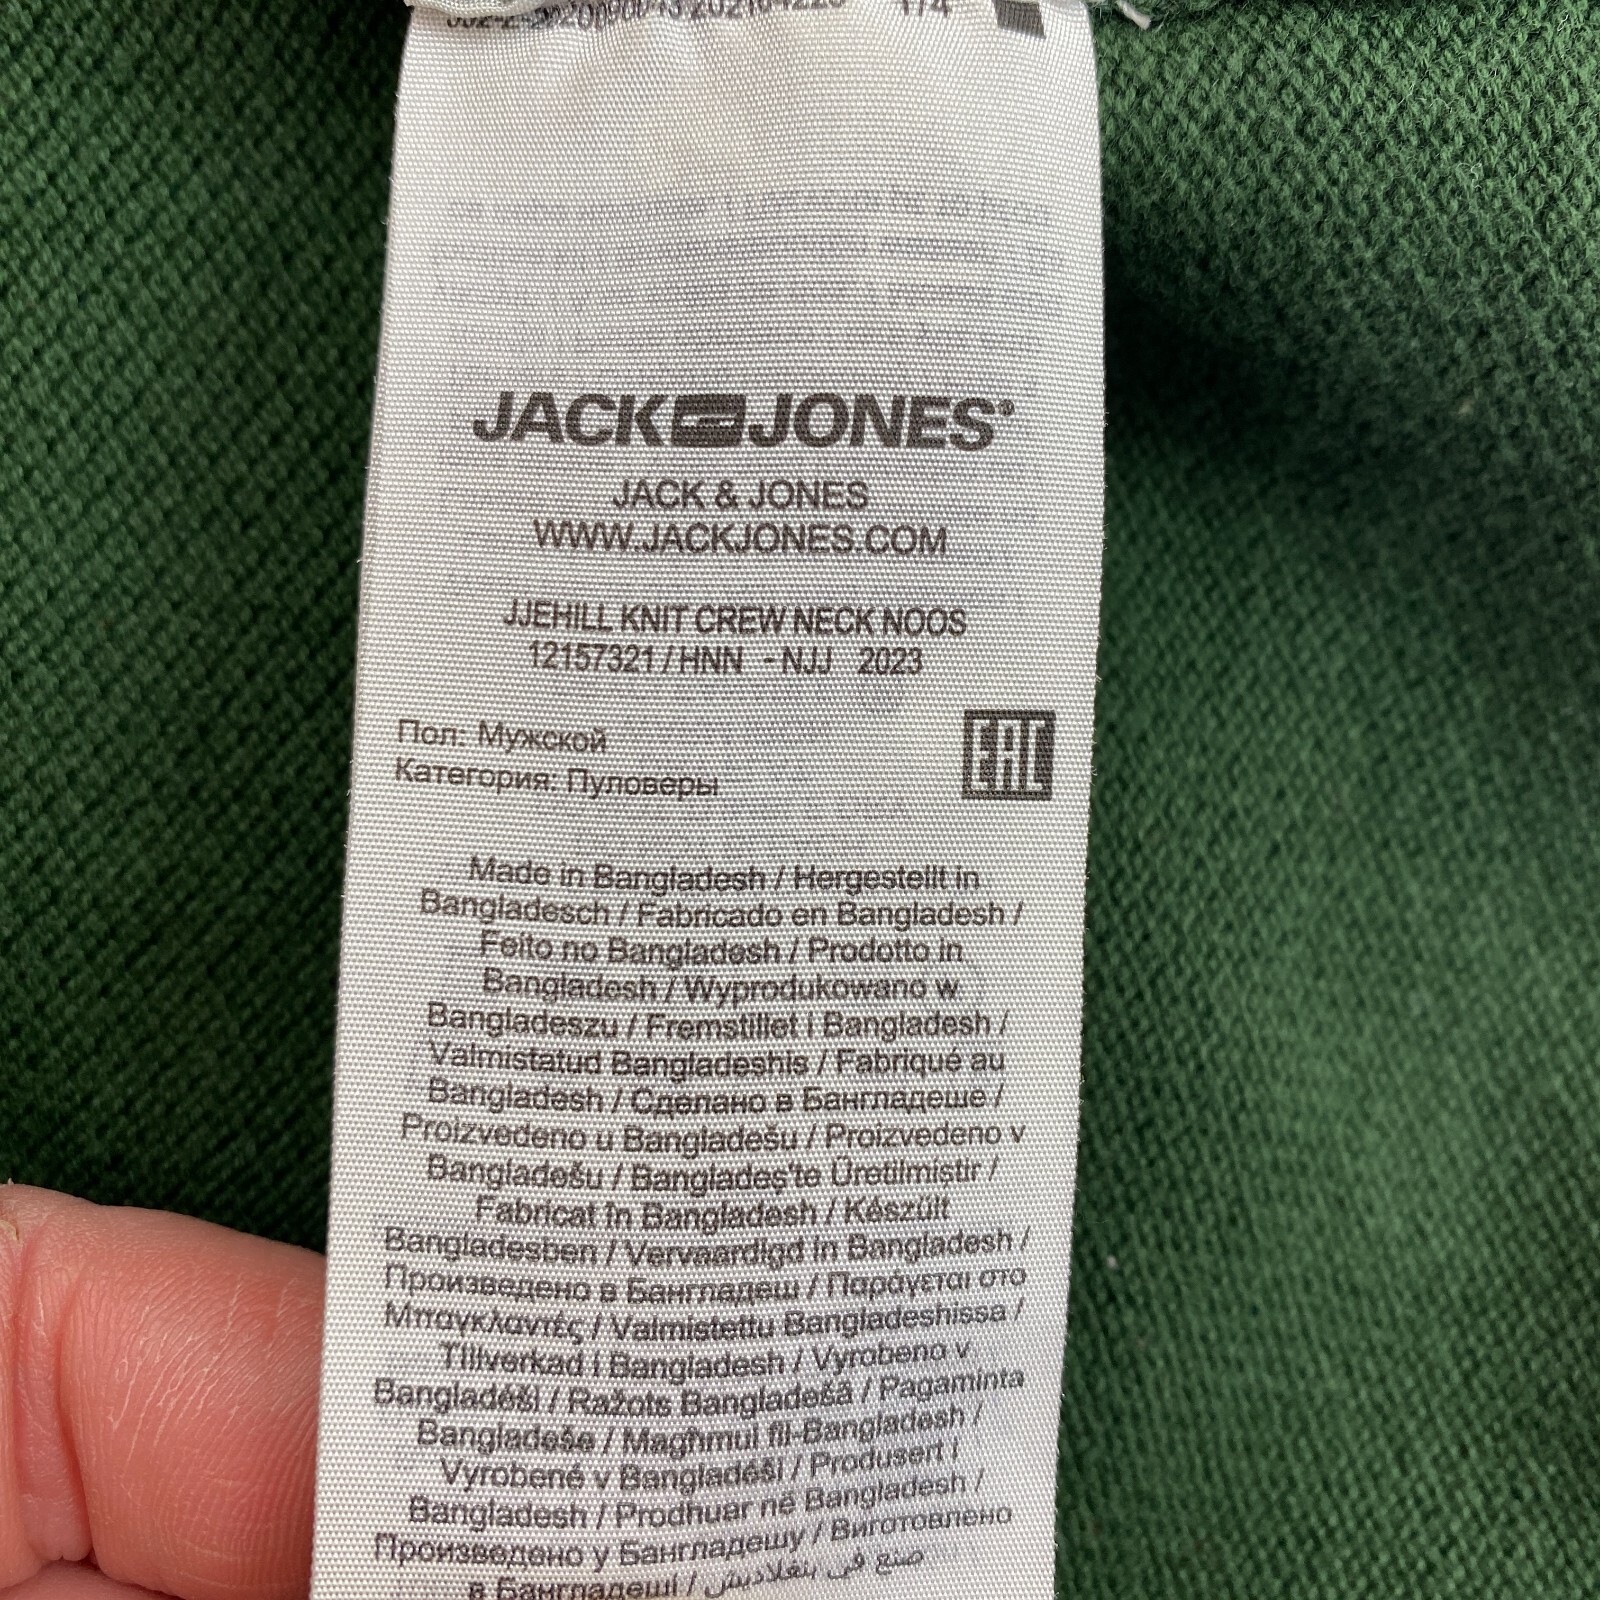 1/4
JACK JONES®
JACK & JONES
WWW.JACKJONES.COM
JJEHILL KNIT CREW NECK NOOS
12157321 / HNN - NJJ 2023
Пол: Мужской
Категория: Пуловеры
EAC
Made in Bangladesh / Hergestellt in
Bangladesch / Fabricado en Bangladesh /
Feito no Bangladesh / Prodotto in
Bangladesh / Wyprodukowano w
Bangladeszu / Fremstillet i Bangladesh /
Valmistatud Bangladeshis / Fabriqué au
Bangladesh / Сделано в Бангладеше /
Proizvedeno u Bangladešu / Proizvedeno v
Bangladešu / Bangladeş'te Üretilmiştir /
Fabricat în Bangladesh / Készült
Bangladesben / Vervaardigd in Bangladesh /
Произведено в Бангладеш / Παράγεται στο
Μπαγκλαντές / Valmistettu Bangladeshissa /
Tillverkad i Bangladesh / Vyrobeno v
Bangladéši / Ražots Bangladešā / Pagaminta
Bangladeše / Magħmul fil-Bangladesh /
Vyrobené v Bangladéši / Produsert i
Bangladesh / Prodhuar në Bangladesh /
Произведено у Бангладешу / Виготовлено
в Бангладеші / صنع في بنغلاديش